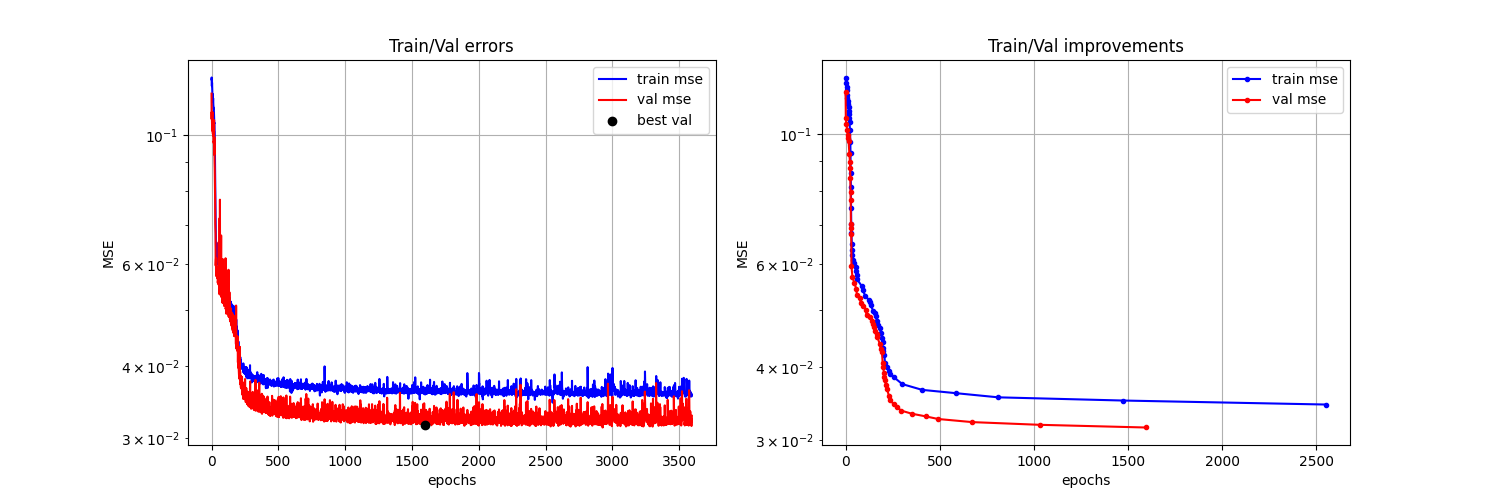 Train/Val errors
train mse
val mse
best val
10⁻¹
6 × 10⁻²
4 × 10⁻²
3 × 10⁻²
MSE
0 500 1000 1500 2000 2500 3000 3500
epochs
Train/Val improvements
train mse
val mse
10⁻¹
6 × 10⁻²
4 × 10⁻²
3 × 10⁻²
MSE
0 500 1000 1500 2000 2500
epochs